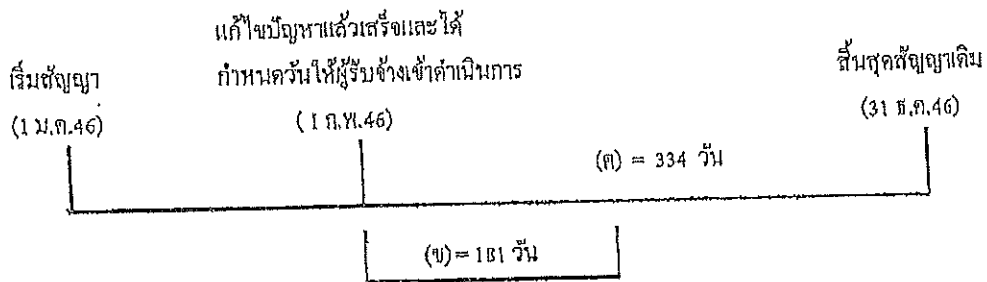 แก้ไขปัญหาแล้วเสร็จและได้
เริ่มสัญญา
กำหนดวันให้ผู้รับจ้างเข้าดำเนินการ
สิ้นสุดสัญญาเดิม
(1 ม.ค.46)
(1 ก.พ.46)
(31 ธ.ค.46)
(ค) = 334 วัน
(ข) = 181 วัน